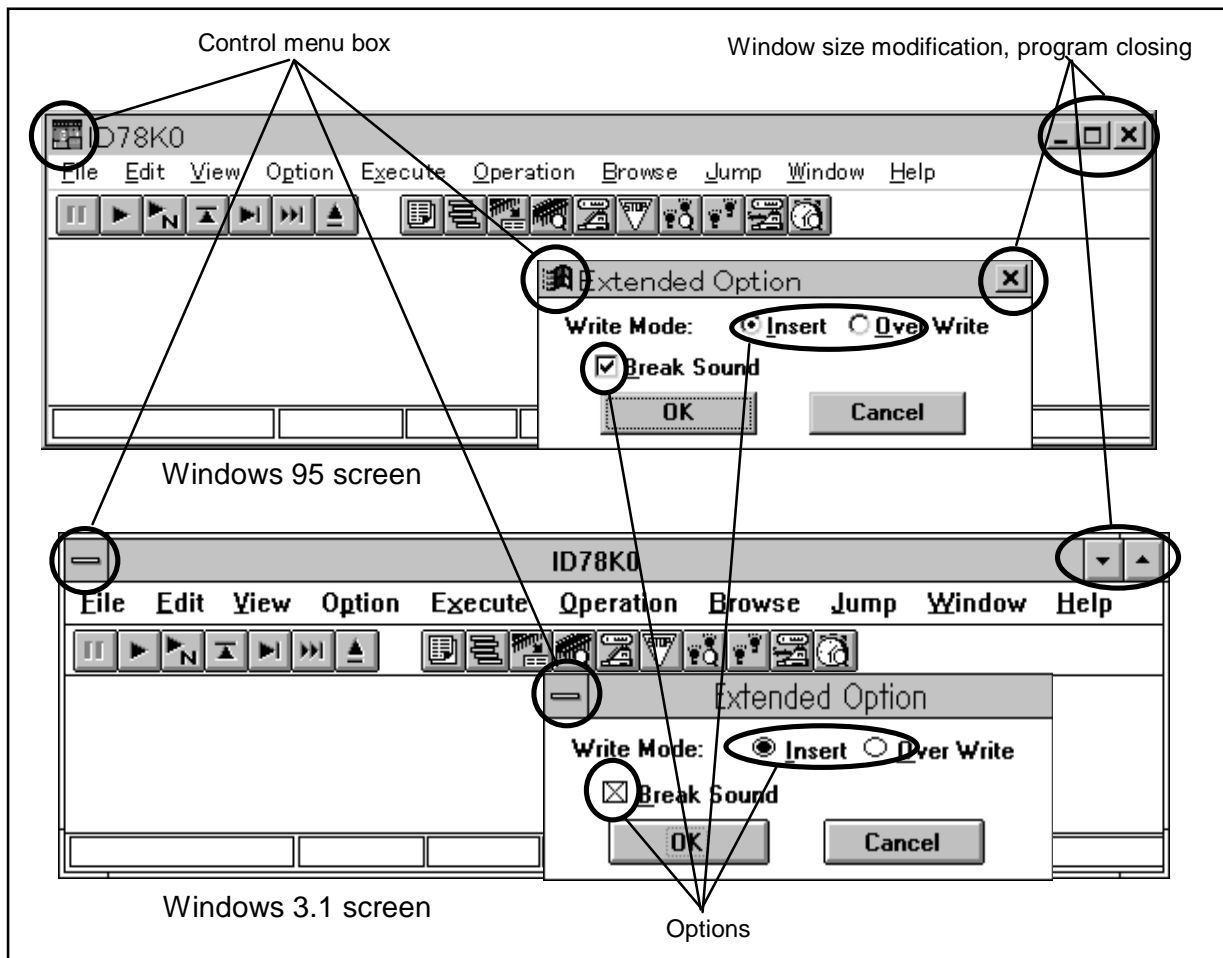 Control menu box
Window size modification, program closing
ID78K0
File Edit View Option Execute Operation Browse Jump Window Help
N
STOP
Extended Option
Write Mode: Insert Over Write
Break Sound
OK Cancel
Windows 95 screen
ID78K0
File Edit View Option Execute Operation Browse Jump Window Help
N
STOP
Extended Option
Write Mode: Insert Over Write
Break Sound
OK Cancel
Windows 3.1 screen
Options